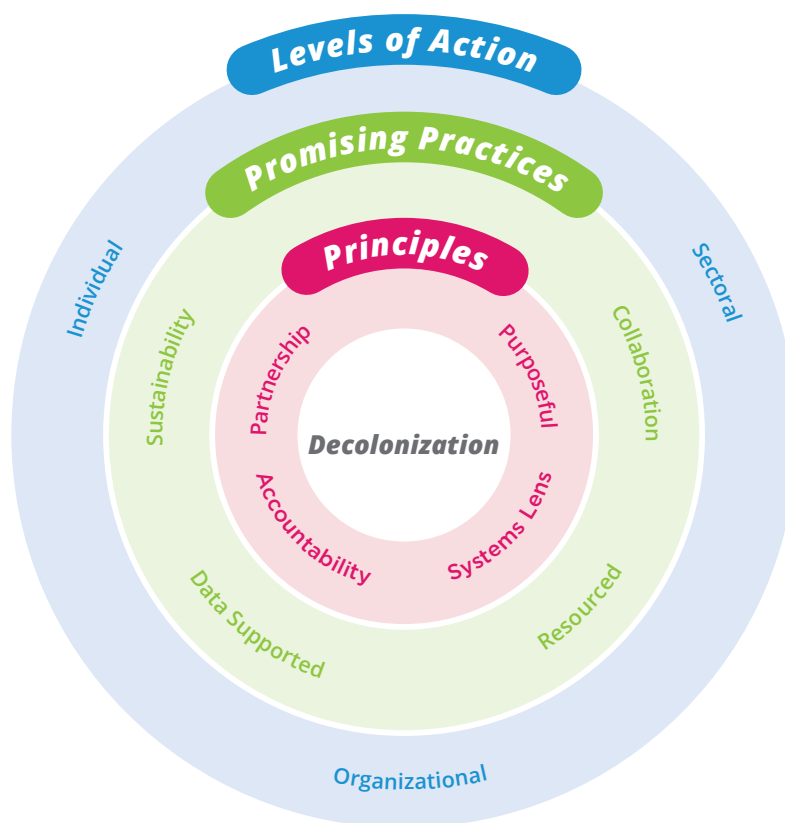 Levels of Action
Promising Practices
Principles
Individual
Sectoral
Sustainability
Collaboration
Partnership
Purposeful
Decolonization
Accountability
Systems Lens
Data Supported
Resourced
Organizational